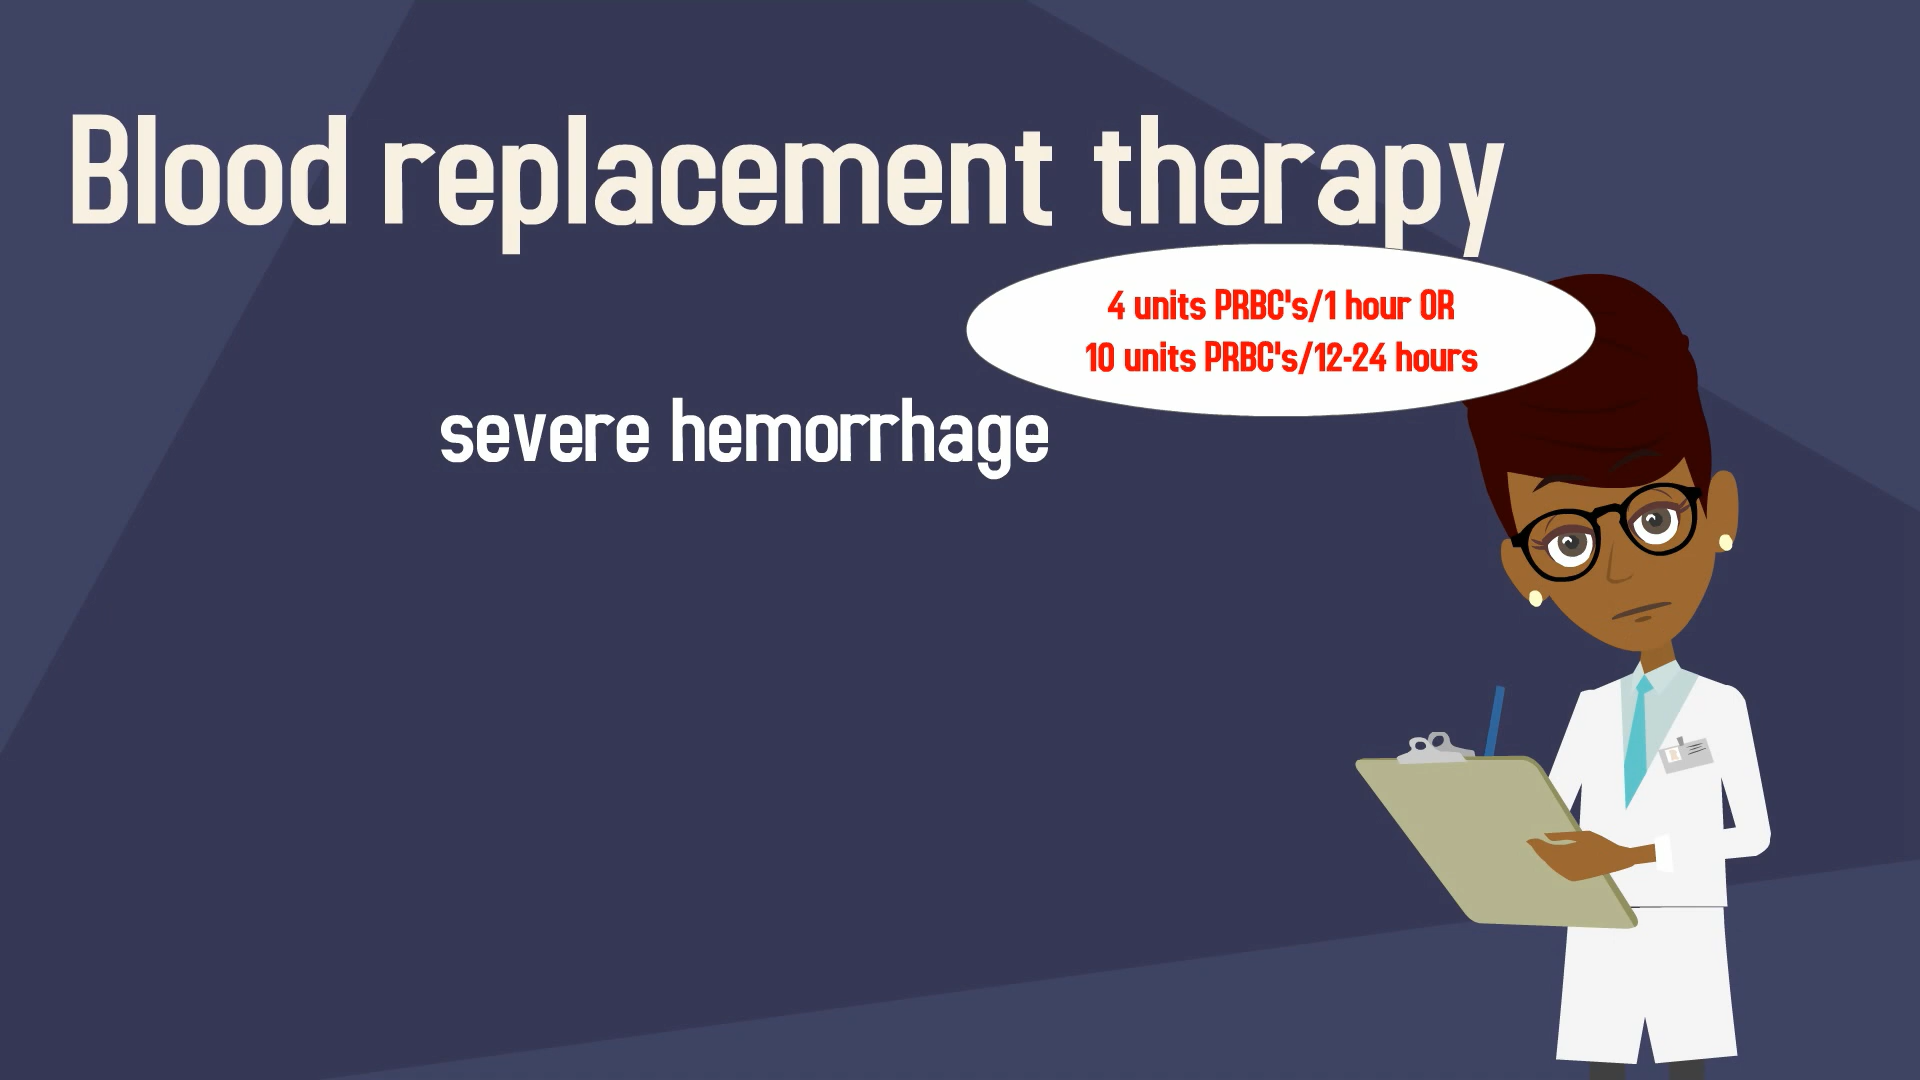 Blood replacement therapy
4 units PRBC's/1 hour OR
10 units PRBC's/12-24 hours
severe hemorrhage